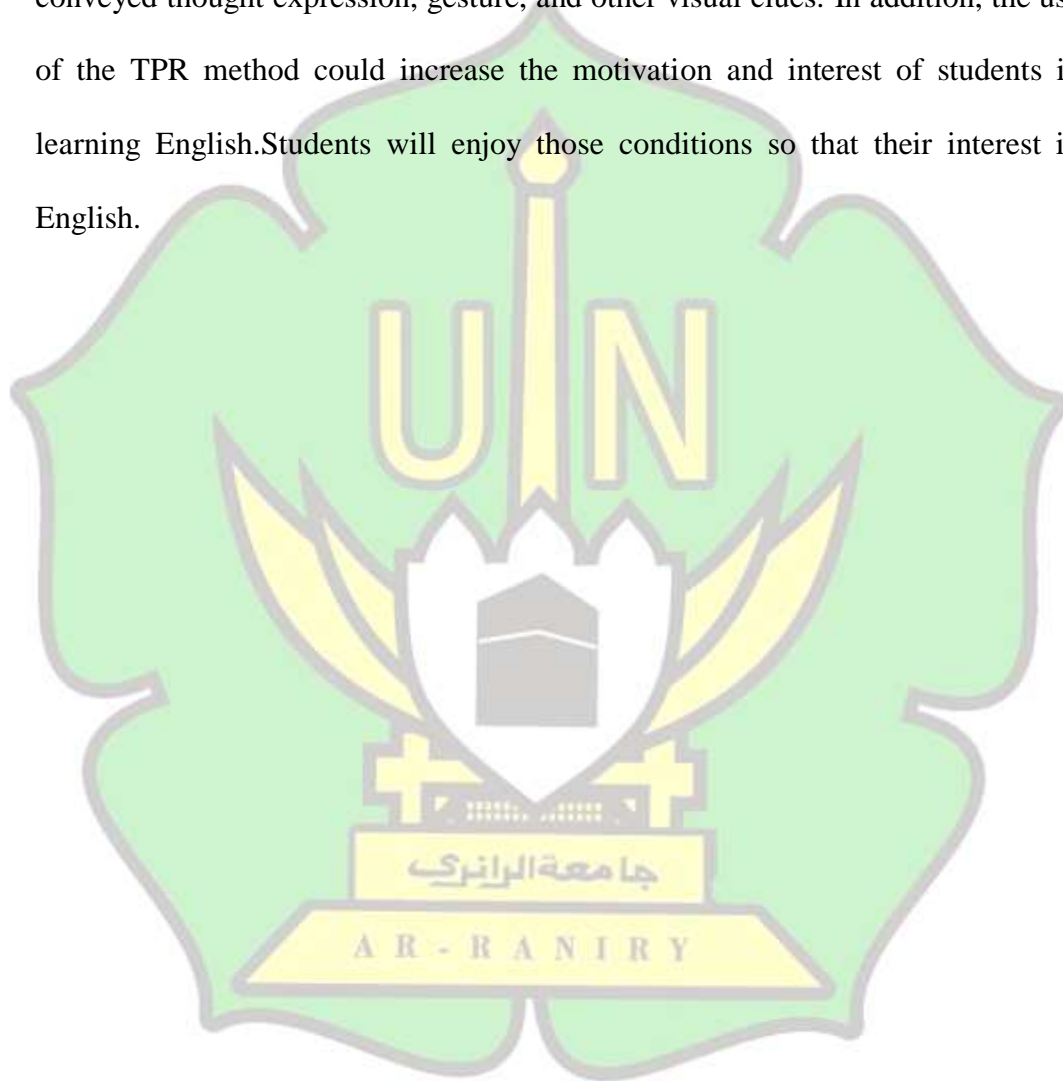 conveyed thought expression, gesture, and other visual clues. In addition, the
of the TPR method could increase the motivation and interest of students
learning English.Students will enjoy those conditions so that their interest
English.
U N
جامعة الرانري
AR-RANIRY